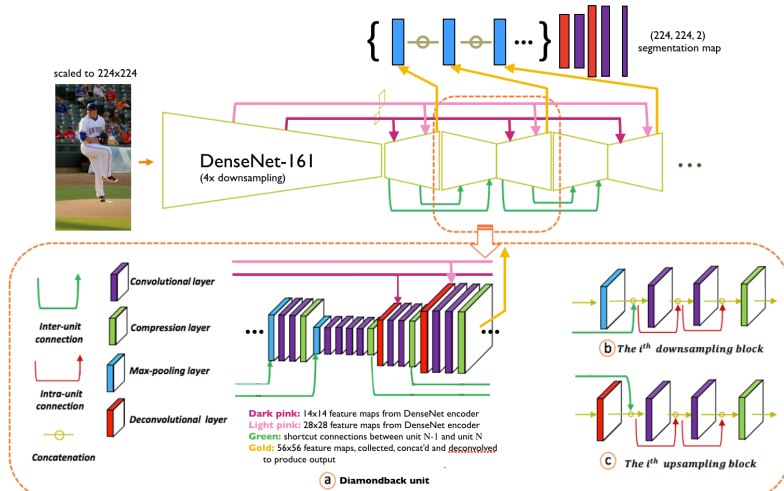 (224, 224, 2)
segmentation map
scaled to 224x224
DenseNet-161
(4x downsampling)
Inter-unit
connection
Intra-unit
connection
Concatenation
Convolutional layer
Compression layer
Max-pooling layer
Deconvolutional layer
Dark pink: 14x14 feature maps from DenseNet encoder
Light pink: 28x28 feature maps from DenseNet encoder
Green: shortcut connections between unit N-1 and unit N
Gold: 56x56 feature maps, collected, concat'd and deconvolved
to produce output
a Diamondback unit
b The iᵗʰ downsampling block
c The iᵗʰ upsampling block